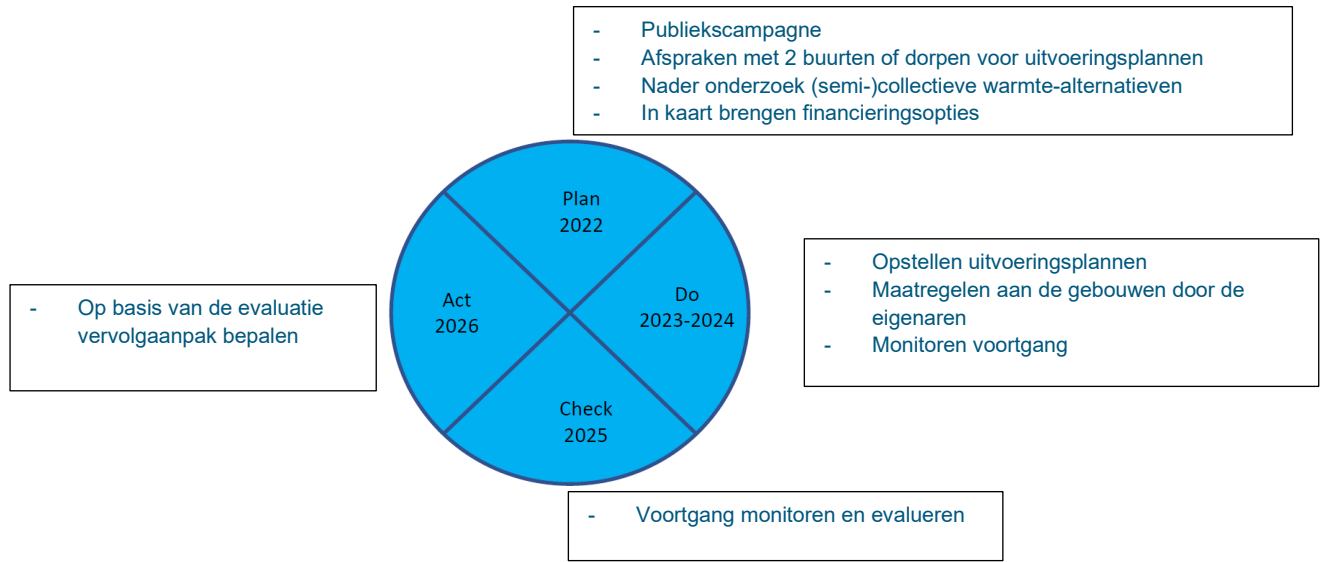 - Publiekscampagne
- Afspraken met 2 buurten of dorpen voor uitvoeringsplannen
- Nader onderzoek (semi-)collectieve warmte-alternatieven
- In kaart brengen financieringsopties
Plan
2022
Do
2023-2024
- Opstellen uitvoeringsplannen
- Maatregelen aan de gebouwen door de
eigenaren
- Monitoren voortgang
Check
2025
- Voortgang monitoren en evalueren
Act
2026
- Op basis van de evaluatie
vervolgaanpak bepalen